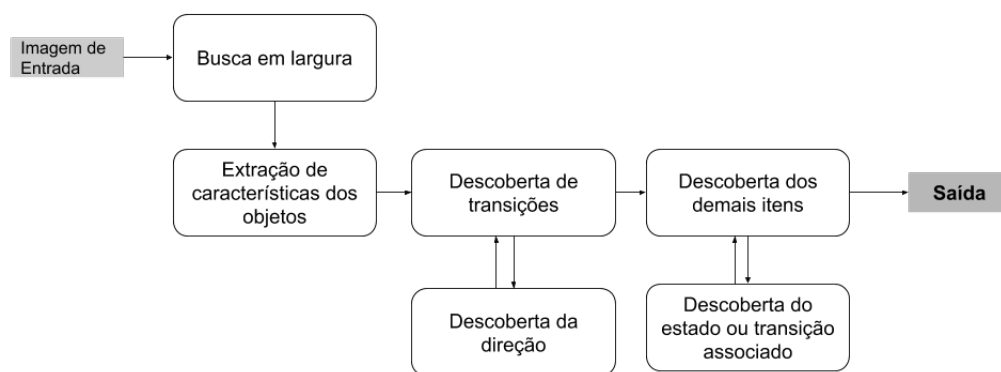 Imagem de
Entrada
Busca em largura
Extração de
características dos
objetos
Descoberta de
transições
Descoberta dos
demais itens
Saída
Descoberta da
direção
Descoberta do
estado ou transição
associado